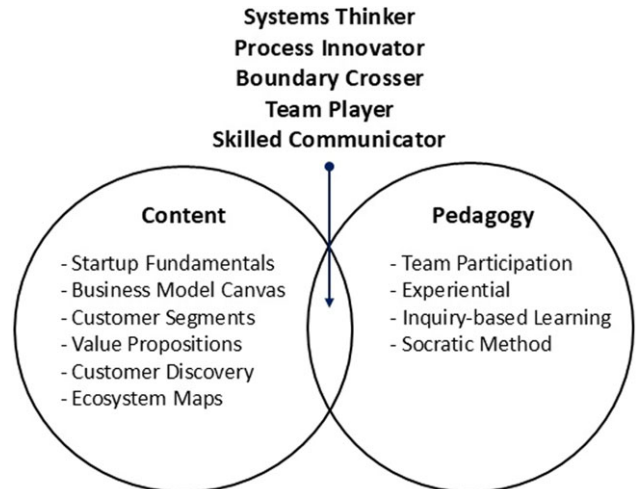 Systems Thinker
Process Innovator
Boundary Crosser
Team Player
Skilled Communicator
Content
- Startup Fundamentals
- Business Model Canvas
- Customer Segments
- Value Propositions
- Customer Discovery
- Ecosystem Maps
Pedagogy
- Team Participation
- Experiential
- Inquiry-based Learning
- Socratic Method